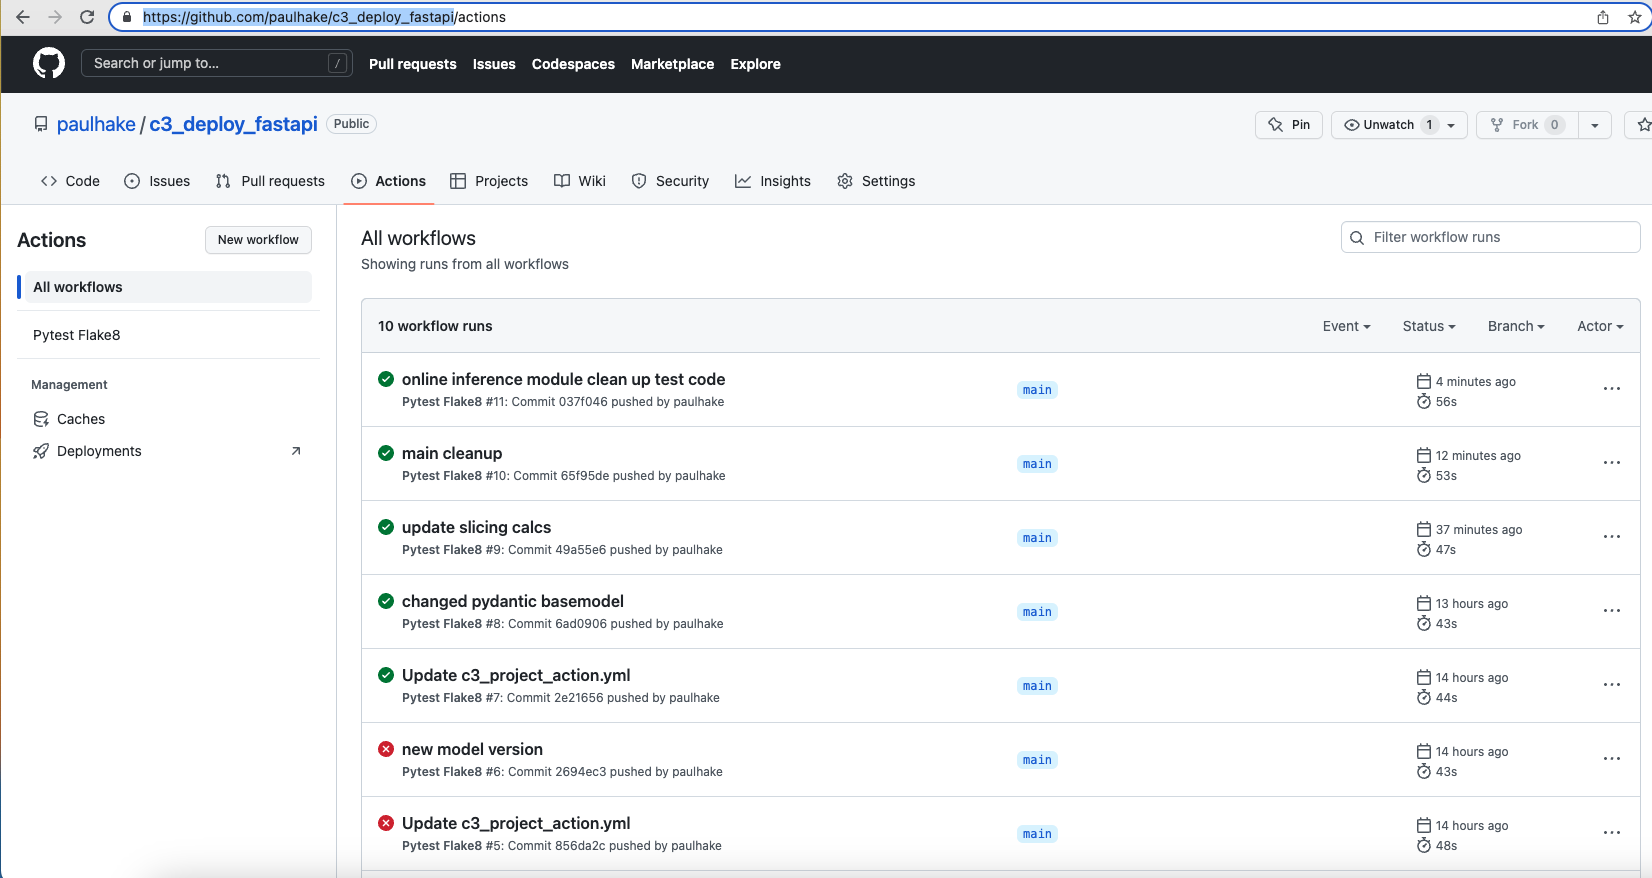 https://github.com/paulhake/c3_deploy_fastapi/actions
Search or jump to... /
Pull requests Issues Codespaces Marketplace Explore
paulhake / c3_deploy_fastapi Public
Pin Unwatch 1 Fork 0
Code Issues Pull requests Actions Projects Wiki Security Insights Settings
Actions New workflow
All workflows
Pytest Flake8
Management
Caches
Deployments
All workflows
Showing runs from all workflows
Filter workflow runs
10 workflow runs Event Status Branch Actor
online inference module clean up test code
Pytest Flake8 #11: Commit 037f046 pushed by paulhake
main
4 minutes ago
56s
main cleanup
Pytest Flake8 #10: Commit 65f95de pushed by paulhake
main
12 minutes ago
53s
update slicing calcs
Pytest Flake8 #9: Commit 49a55e6 pushed by paulhake
main
37 minutes ago
47s
changed pydantic basemodel
Pytest Flake8 #8: Commit 6ad0906 pushed by paulhake
main
13 hours ago
43s
Update c3_project_action.yml
Pytest Flake8 #7: Commit 2e21656 pushed by paulhake
main
14 hours ago
44s
new model version
Pytest Flake8 #6: Commit 2694ec3 pushed by paulhake
main
14 hours ago
43s
Update c3_project_action.yml
Pytest Flake8 #5: Commit 856da2c pushed by paulhake
main
14 hours ago
48s